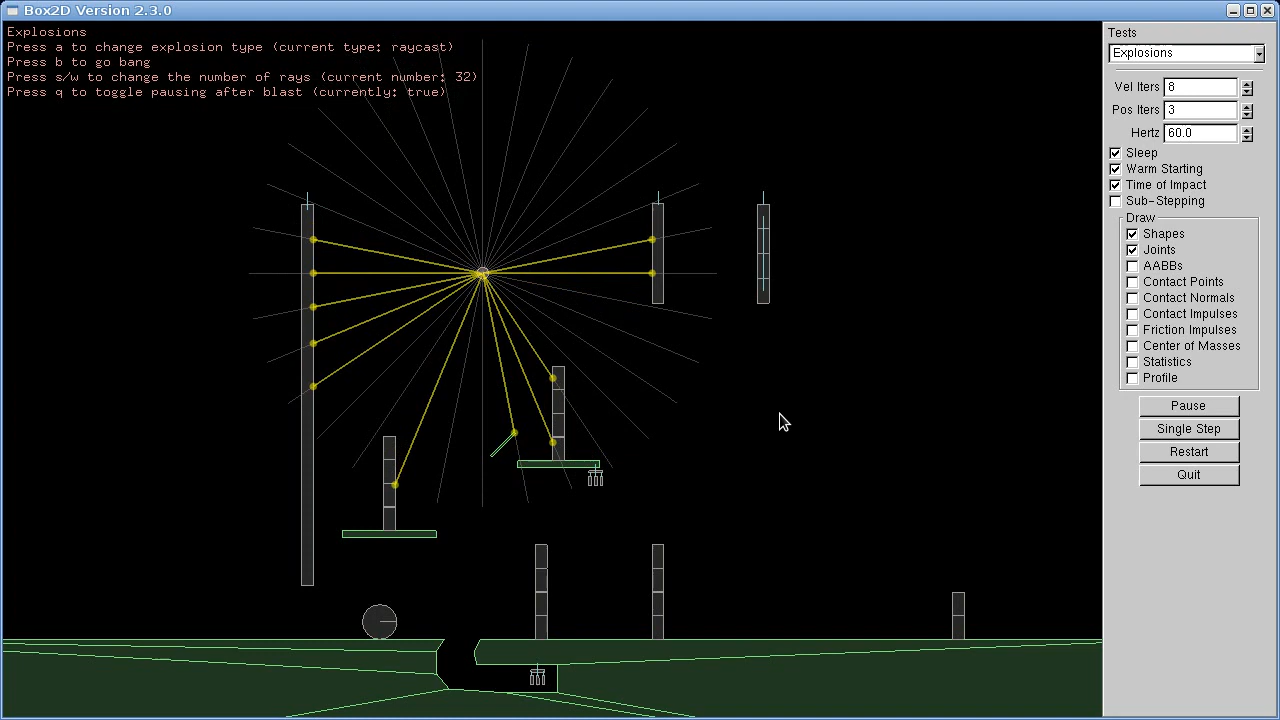 Box2D Version 2.3.0
Explosions
Press a to change explosion type (current type: raycast)
Press b to go bang
Press s/w to change the number of rays (current number: 32)
Press q to toggle pausing after blast (currently: true)
Tests
Explosions
Vel Iters 8
Pos Iters 3
Hertz 60.0
Sleep
Warm Starting
Time of Impact
Sub-Stepping
Draw
Shapes
Joints
AABBs
Contact Points
Contact Normals
Contact Impulses
Friction Impulses
Center of Masses
Statistics
Profile
Pause
Single Step
Restart
Quit